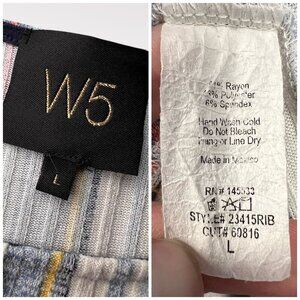 W5
L
Rayon
Polyester
6% Spandex
Hand Wash Cold
Do Not Bleach
Hang or Line Dry
Made in Mexico
RN# 145533
STYLE# 23415RIB
CUT# 60816
L